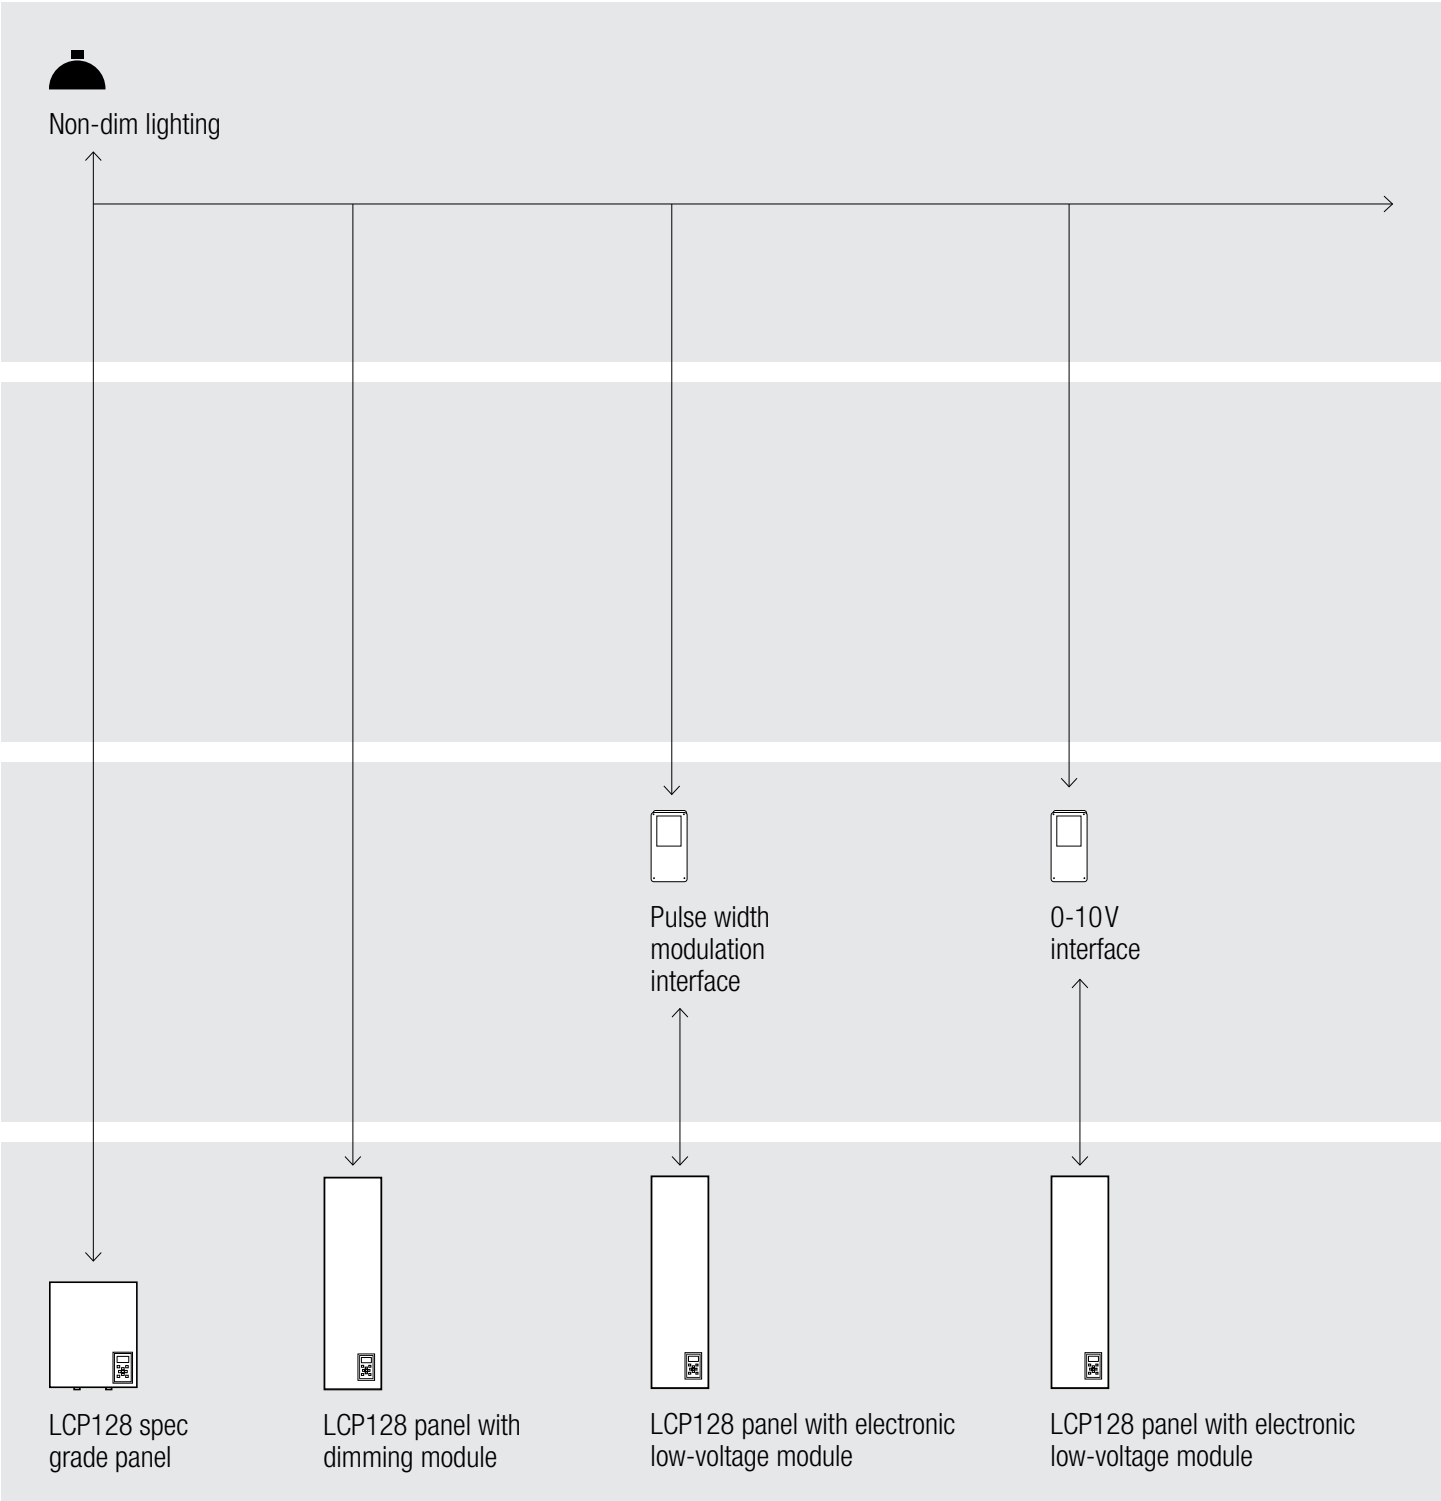 Non-dim lighting
Pulse width
modulation
interface
0-10V
interface
LCP128 spec
grade panel
LCP128 panel with
dimming module
LCP128 panel with electronic
low-voltage module
LCP128 panel with electronic
low-voltage module